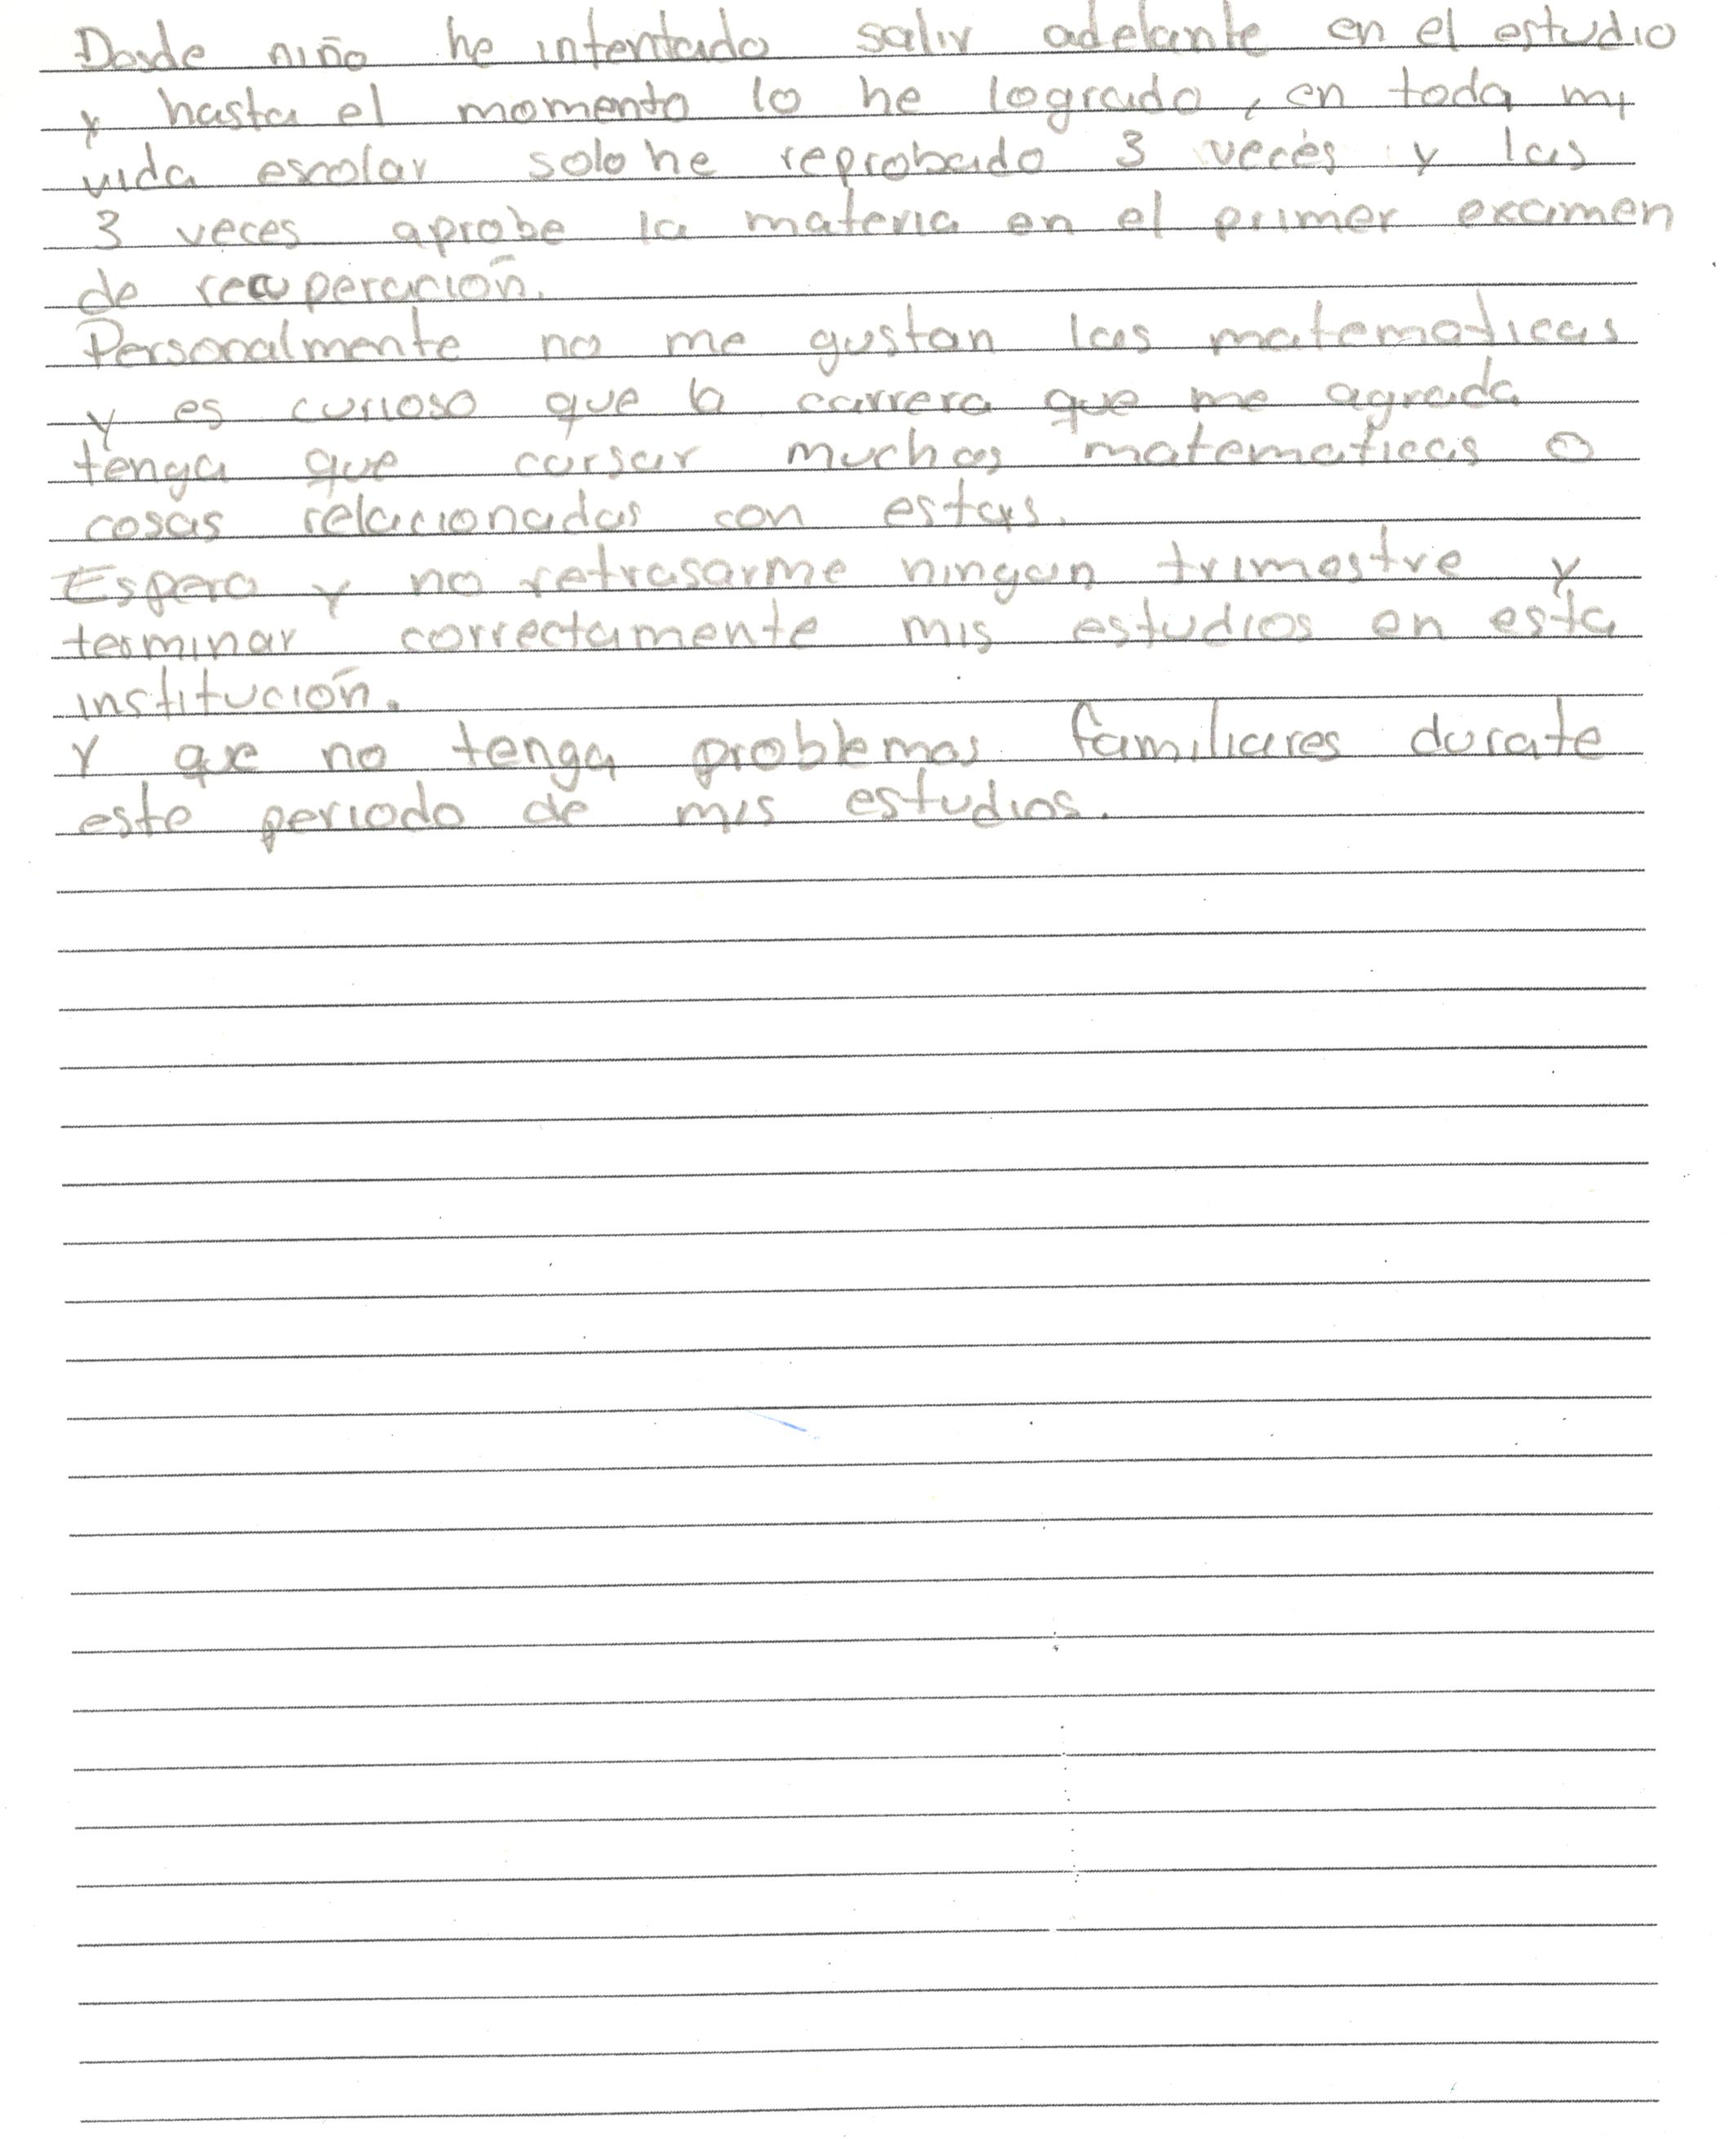 Desde niño he intentado salir adelante en el estudio
y hasta el momento lo he logrado, en toda mi
vida escolar solo he reprobado 3 veces y las
3 veces aprobe la materia en el primer examen
de recuperación.
Personalmente no me gustan las matematicas
y es curioso que la carrera que me agrada
tenga que cursar muchas matematicas o
cosas relacionadas con estas.
Espero y no retrasarme ningun trimestre y
terminar correctamente mis estudios en esta
institución.
Y que no tenga problemas familiares durate
este periodo de mis estudios.